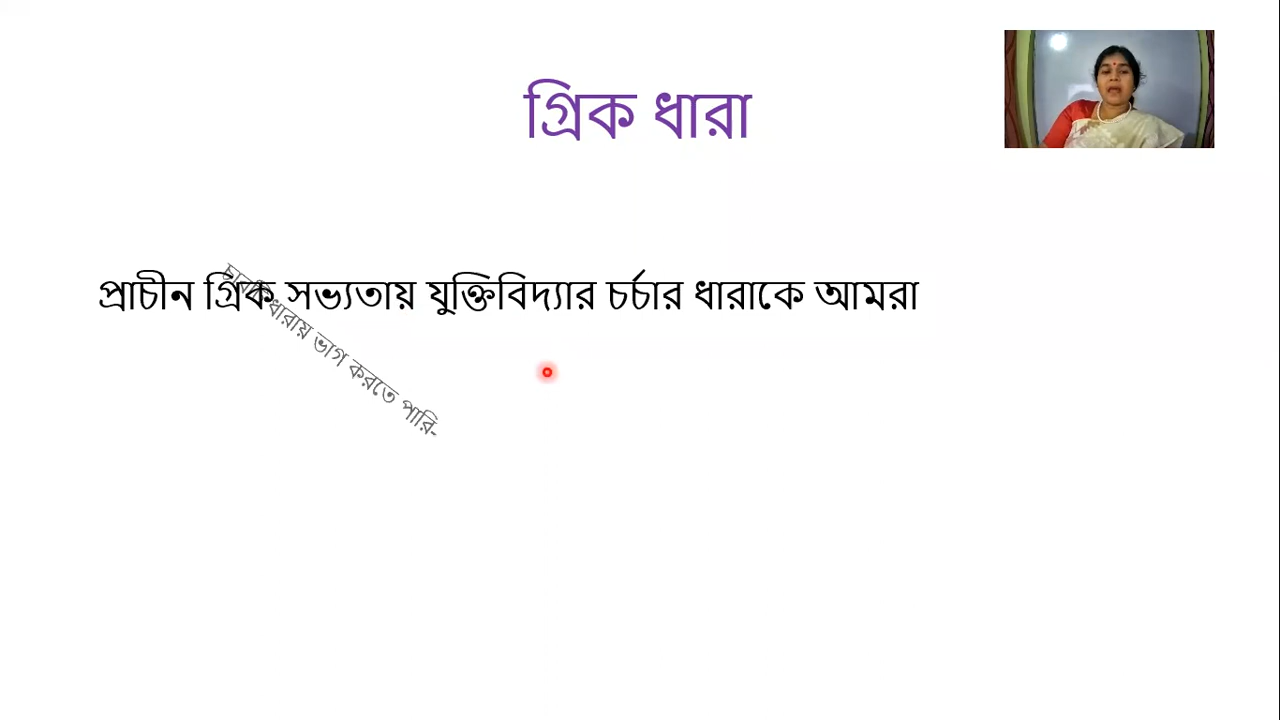 গ্রিক ধারা
প্রাচীন গ্রিক সভ্যতায় যুক্তিবিদ্যার চর্চার ধারাকে আমরা
ধারায় ভাগ করতে পারি-